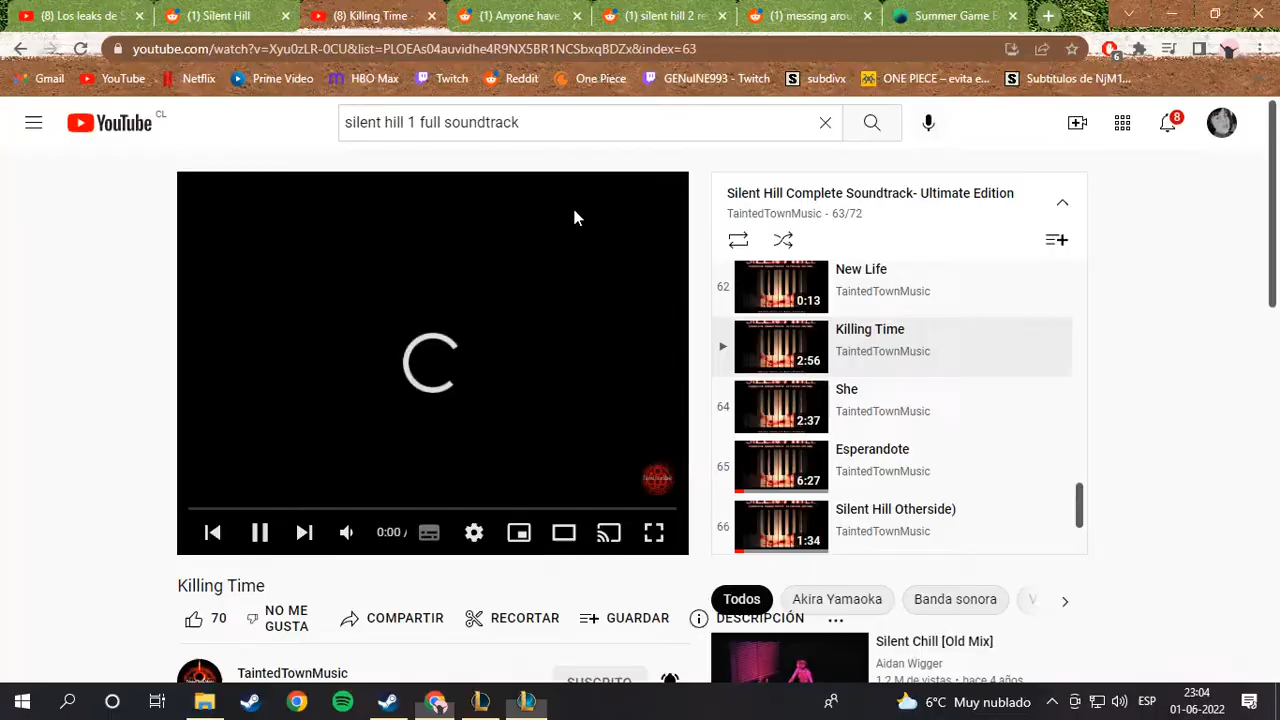 (8) Los leaks de S
(1) Silent Hill
(8) Killing Time -
(1) Anyone have
(1) silent hill 2 re
(1) messing arou
Summer Game E
youtube.com/watch?v=Xyu0zLR-0CU&list=PLOEAs04auvidhe4R9NX5BR1NCSbxqBDZx&index=63
6
Gmail
YouTube
Netflix
Prime Video
HBO Max
Twitch
Reddit
One Piece
GENuINE993 - Twitch
subdivx
ONE PIECE – evita e...
Subtitulos de NjM1...
YouTube CL
silent hill 1 full soundtrack
8
Silent Hill Complete Soundtrack- Ultimate Edition
TaintedTownMusic - 63/72
62
0:13
New Life
TaintedTownMusic
2:56
Killing Time
TaintedTownMusic
64
2:37
She
TaintedTownMusic
65
6:27
Esperandote
TaintedTownMusic
66
1:34
Silent Hill Otherside)
TaintedTownMusic
0:00 /
Killing Time
70
NO ME GUSTA
COMPARTIR
RECORTAR
GUARDAR
DESCRIPCIÓN
Todos
Akira Yamaoka
Banda sonora
TaintedTownMusic
SUSCRITO
Silent Chill [Old Mix]
Aidan Wigger
1,2 M de vistas • hace 4 años
6°C Muy nublado
ESP
23:04
01-06-2022